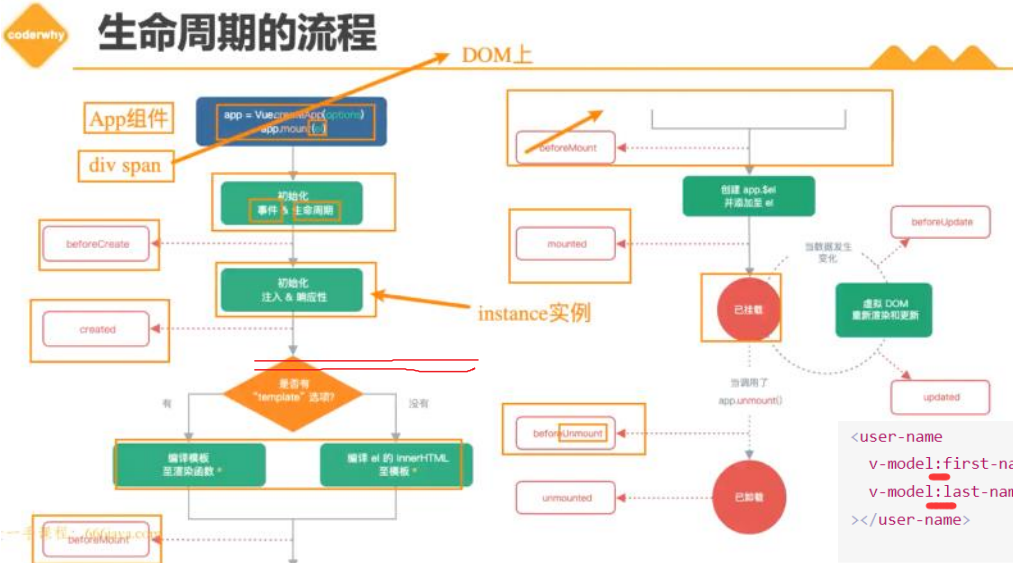 coderwhy
生命周期的流程
DOM上
App组件
div span
app = Vue.createApp(options)
app.mount(el)
初始化
事件 & 生命周期
beforeCreate
初始化
注入 & 响应性
instance实例
created
是否有
"template" 选项?
有
没有
编译模板
至渲染函数 *
编译 el 的 InnerHTML
至模板 *
beforeMount
beforeMount
创建 app.$el
并添加至 el
mounted
已挂载
当数据发生
变化
beforeUpdate
虚拟 DOM
重新渲染和更新
updated
当调用了
app.unmount()
beforeUnmount
unmounted
已卸载
<user-name
v-model:first-na
v-model:last-nam
></user-name>